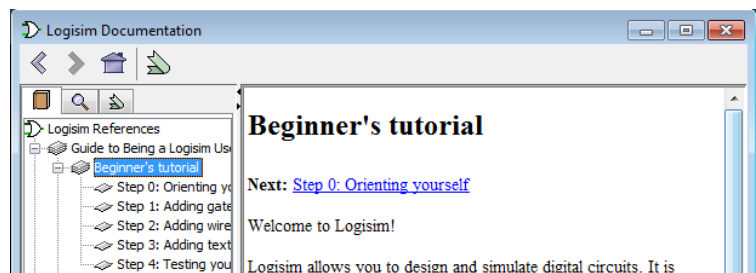 Logisim Documentation
Logisim References
Guide to Being a Logisim Us
Beginner's tutorial
Step 0: Orienting yo
Step 1: Adding gate
Step 2: Adding wire
Step 3: Adding text
Step 4: Testing you
Beginner's tutorial
Next: Step 0: Orienting yourself
Welcome to Logisim!
Logisim allows you to design and simulate digital circuits. It is